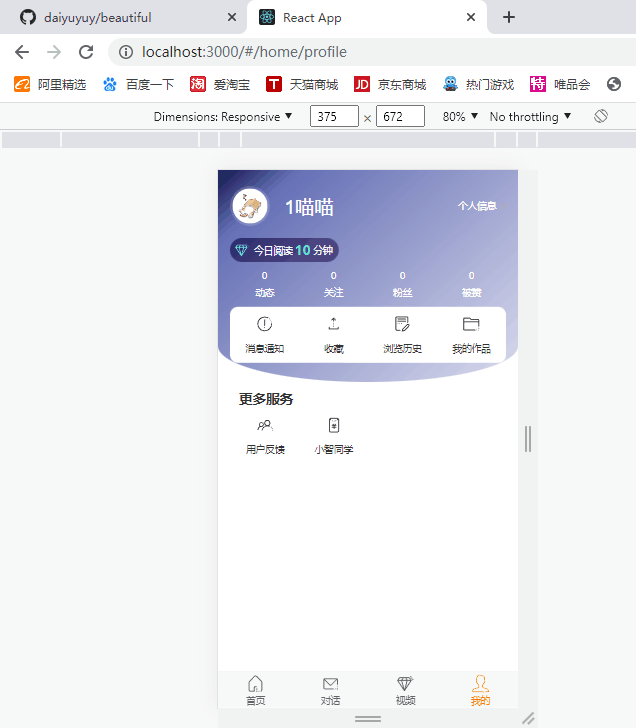 daiyuyuy/beautiful
React App
localhost:3000/#/home/profile
阿里精选
百度一下
淘
爱淘宝
T
天猫商城
JD
京东商城
热门游戏
特
唯品会
Dimensions: Responsive ▼
375 × 672
80% ▼
No throttling ▼
1喵喵
个人信息
今日阅读 10 分钟
0 0 0 0
动态 关注 粉丝 被赞
消息通知 收藏 浏览历史 我的作品
更多服务
用户反馈 小智同学
首页 对话 视频 我的